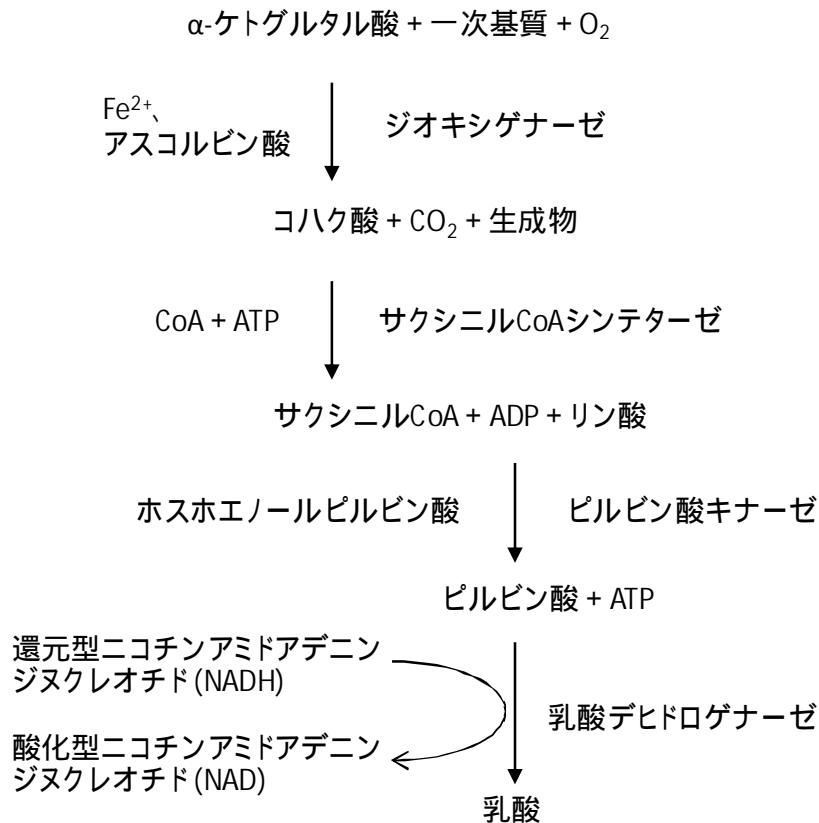 α-ケトグルタル酸 + 一次基質 + O₂
Fe²⁺、
アスコルビン酸
ジオキシゲナーゼ
コハク酸 + CO₂ + 生成物
CoA + ATP
サクシニルCoAシンテターゼ
サクシニルCoA + ADP + リン酸
ホスホエノールピルビン酸
ピルビン酸キナーゼ
ピルビン酸 + ATP
還元型ニコチンアミドアデニン
ジヌクレオチド(NADH)
乳酸デヒドロゲナーゼ
酸化型ニコチンアミドアデニン
ジヌクレオチド(NAD)
乳酸